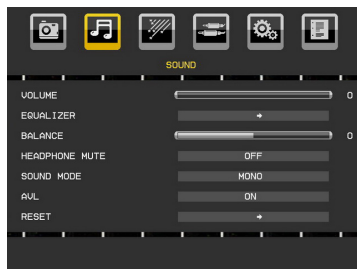 SOUND
VOLUME 0
EQUALIZER
BALANCE 0
HEADPHONE MUTE OFF
SOUND MODE MONO
AVL ON
RESET